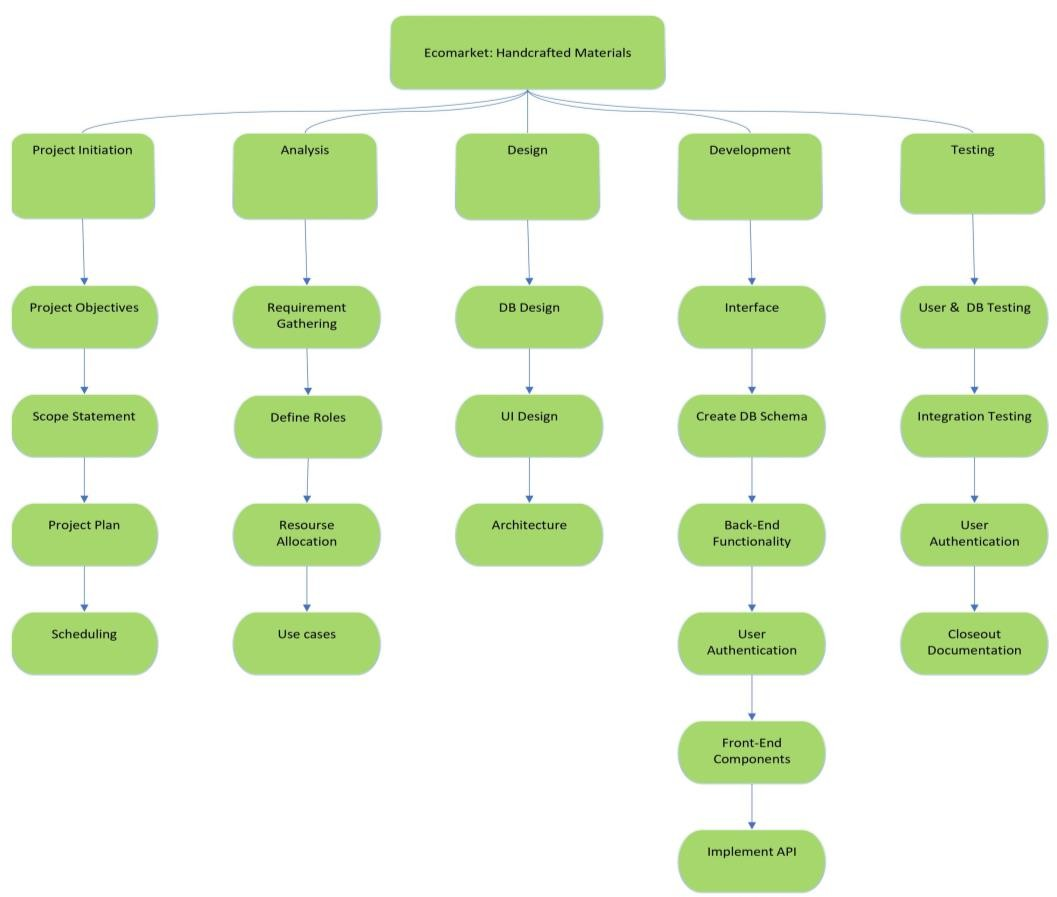 Ecomarket: Handcrafted Materials
Project Initiation
Analysis
Design
Development
Testing
Project Objectives
Requirement
Gathering
DB Design
Interface
User &  DB Testing
Scope Statement
Define Roles
UI Design
Create DB Schema
Integration Testing
Project Plan
Resourse
Allocation
Architecture
Back-End
Functionality
User
Authentication
Scheduling
Use cases
User
Authentication
Closeout
Documentation
Front-End
Components
Implement API